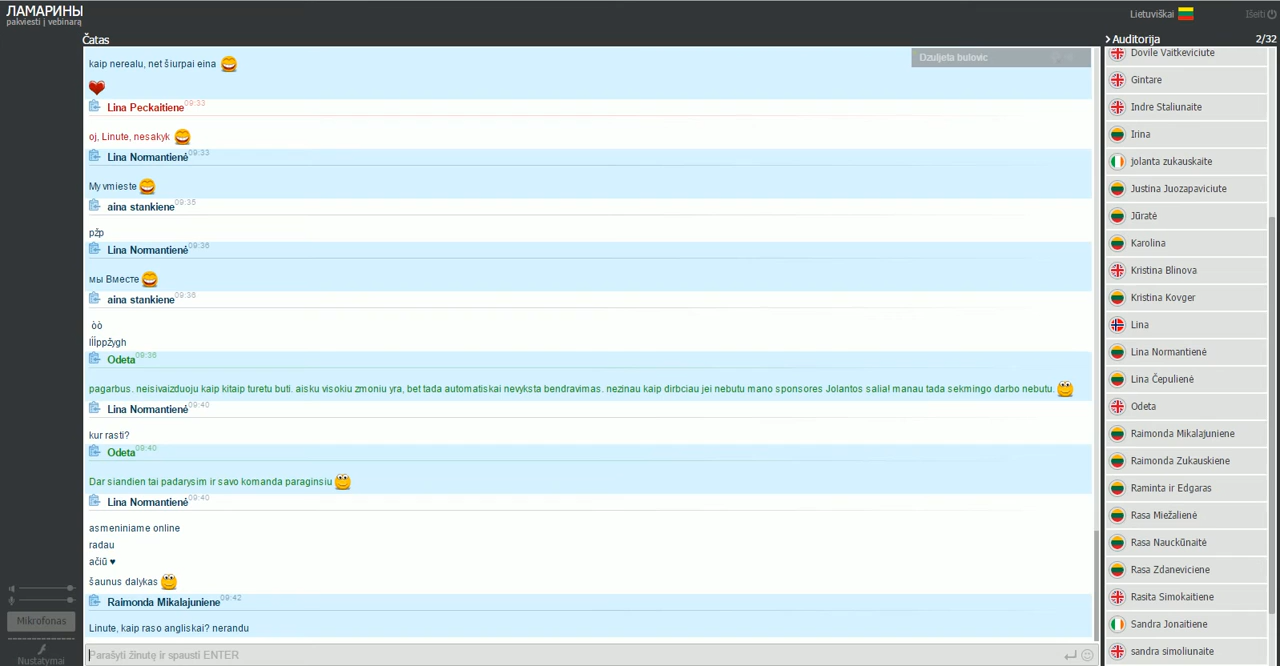 ЛАМАРИНЫ
pakviesti į vebinarą
Lietuviškai
Išeiti
Čatas
Auditorija 2/32
kaip nerealu, net šiurpai eina
Dzuljeta bulovic
Lina Peckaitiene 09:33
oj, Linute, nesakyk
Lina Normantienė 09:33
My vmieste
aina stankiene 09:35
pžp
Lina Normantienė 09:36
мы Вместе
aina stankiene 09:36
òò
lÌÌppžygh
Odeta 09:36
pagarbus. neisivaizduoju kaip kitaip turetu buti. aisku visokiu zmoniu yra, bet tada automatiskai nevyksta bendravimas. nezinau kaip dirbciau jei nebutu mano sponsores Jolantos salia! manau tada sekmingo darbo nebutu.
Lina Normantienė 09:40
kur rasti?
Odeta 09:40
Dar siandien tai padarysim ir savo komanda paraginsiu
Lina Normantienė 09:40
asmeniniame online
radau
ačiū ♥
šaunus dalykas
Raimonda Mikalajuniene 09:42
Linute, kaip raso angliskai? nerandu
Parašyti žinutę ir spausti ENTER
Mikrofonas
Nustatymai
Dovile Vaitkeviciute
Gintare
Indre Staliunaite
Irina
jolanta zukauskaite
Justina Juozapaviciute
Jūratė
Karolina
Kristina Blinova
Kristina Kovger
Lina
Lina Normantienė
Lina Čepulienė
Odeta
Raimonda Mikalajuniene
Raimonda Zukauskiene
Raminta ir Edgaras
Rasa Miežalienė
Rasa Nauckūnaitė
Rasa Zdaneviciene
Rasita Simokaitiene
Sandra Jonaitiene
sandra simoliunaite